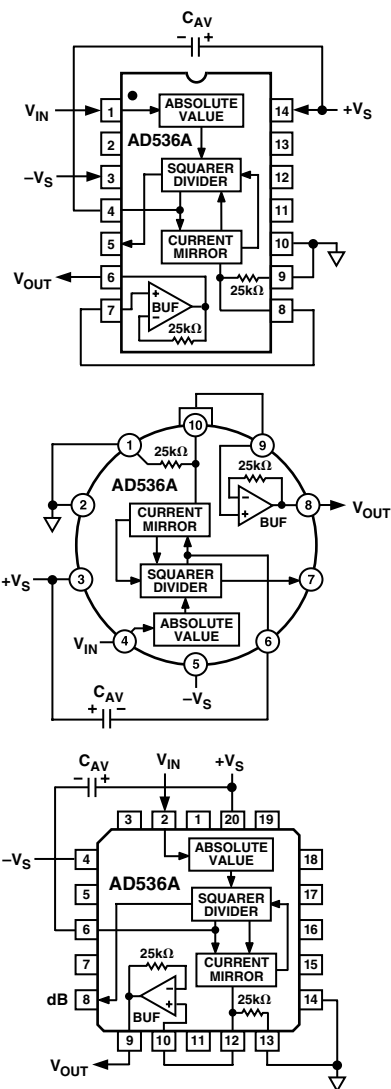 C_AV
− +
V_IN
1
ABSOLUTE
VALUE
14
+V_S
2
AD536A
13
−V_S
3
SQUARER
DIVIDER
12
4
11
5
CURRENT
MIRROR
10
V_OUT
6
25kΩ
9
7
+
−
BUF
25kΩ
8
10
1
25kΩ
9
AD536A
25kΩ
2
−
+
BUF
8
V_OUT
CURRENT
MIRROR
+V_S
3
SQUARER
DIVIDER
7
V_IN
4
ABSOLUTE
VALUE
6
5
−V_S
C_AV
+ −
C_AV
− +
V_IN
+V_S
3
2
1
20
19
−V_S
4
ABSOLUTE
VALUE
18
AD536A
5
SQUARER
DIVIDER
17
6
16
7
25kΩ
CURRENT
MIRROR
15
dB
8
−
+
BUF
25kΩ
14
9
10
11
12
13
V_OUT